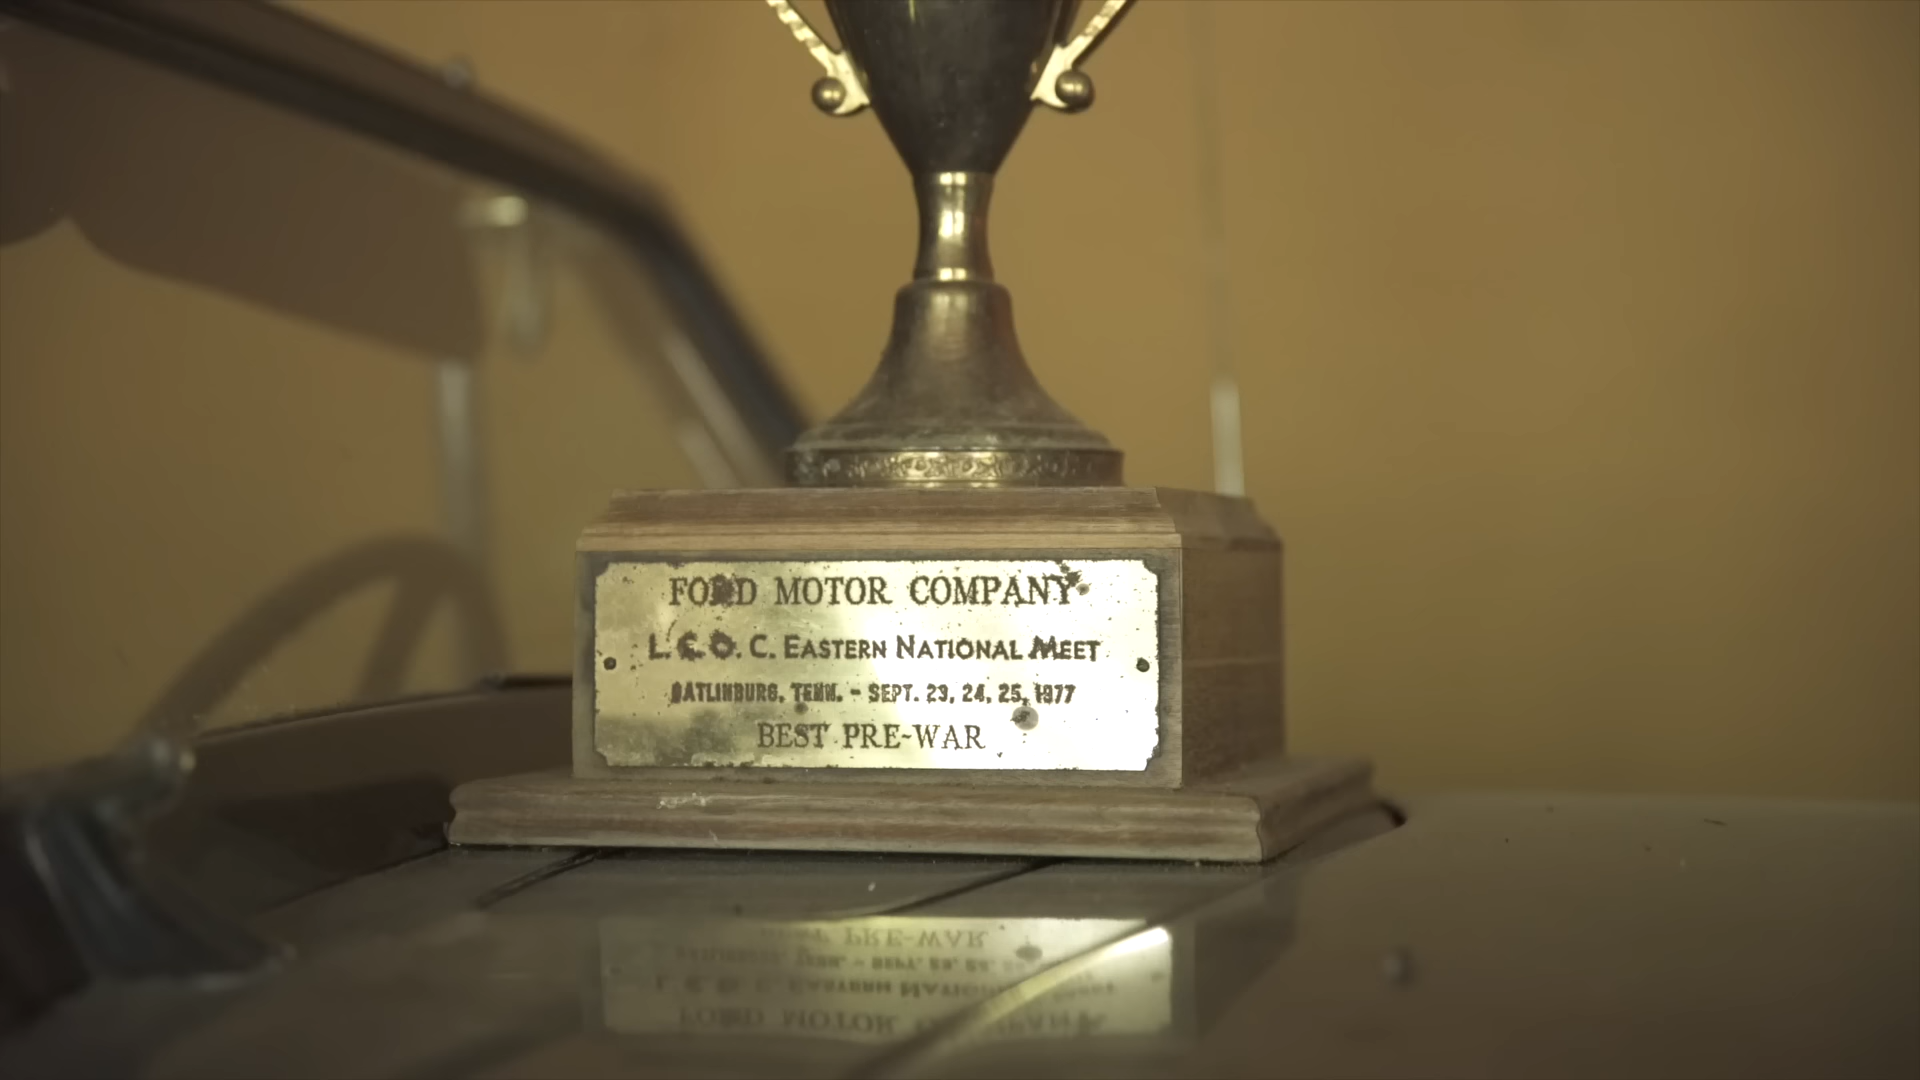 FORD MOTOR COMPANY
L. C. O. C. EASTERN NATIONAL MEET
GATLINBURG, TENN. - SEPT. 23, 24, 25, 1977
BEST PRE-WAR